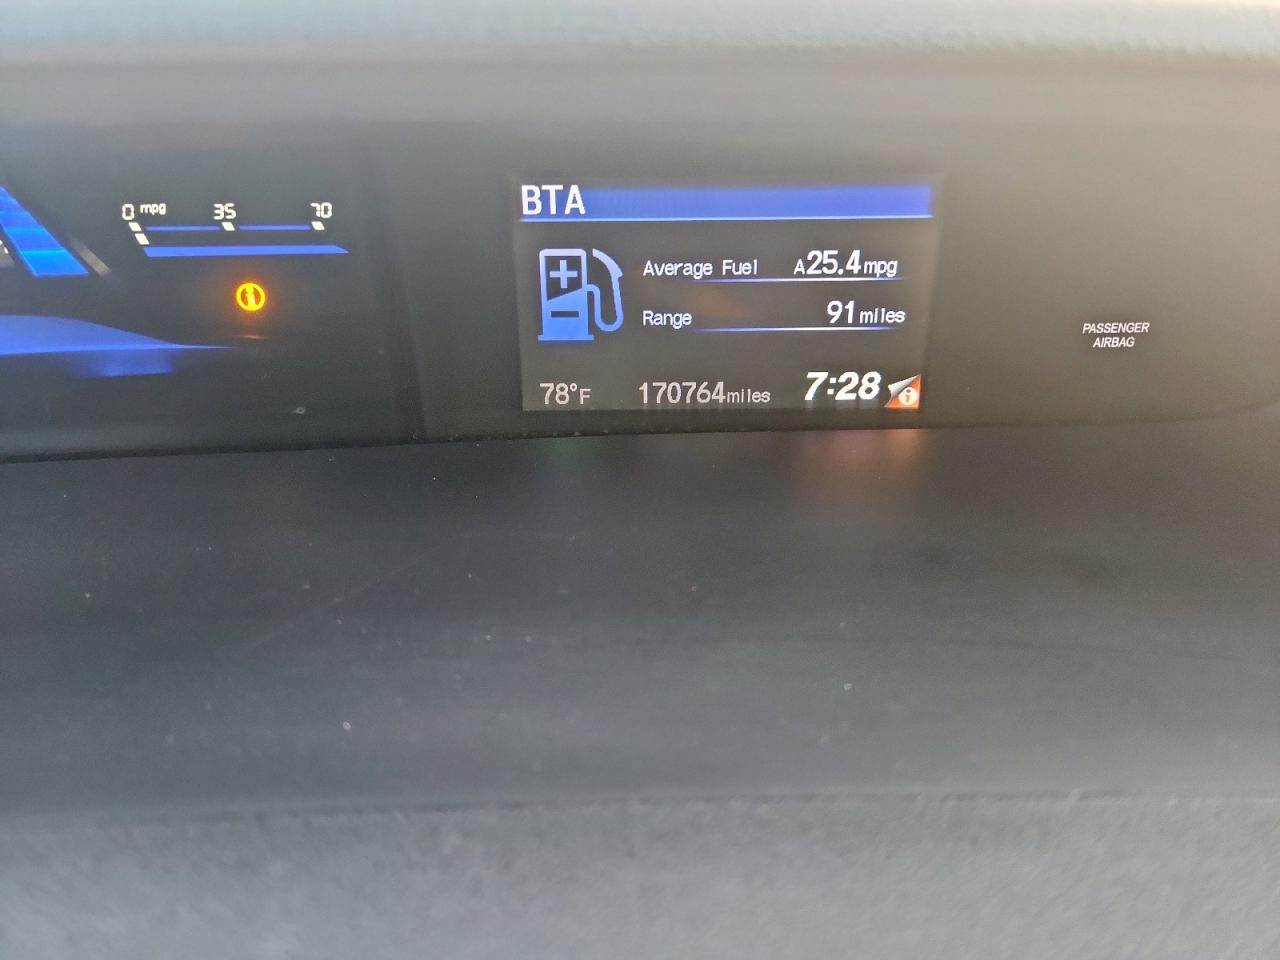 0 mpg 35 70
BTA
Average Fuel A25.4mpg
Range 91miles
78°F 170764miles 7:28
PASSENGER
AIRBAG